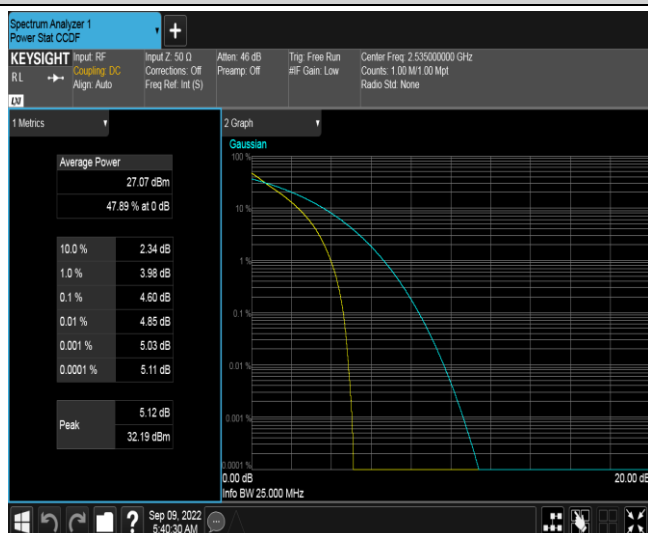 Spectrum Analyzer 1
Power Stat CCDF
KEYSIGHT
RL
Input: RF
Coupling: DC
Align: Auto
Input Z: 50 Ω
Corrections: Off
Freq Ref: Int (S)
Atten: 46 dB
Preamp: Off
Trig: Free Run
#IF Gain: Low
Center Freq: 2.535000000 GHz
Counts: 1.00 M/1.00 Mpt
Radio Std: None
LXI
1 Metrics
Average Power
27.07 dBm
47.89 % at 0 dB
10.0 % 2.34 dB
1.0 % 3.98 dB
0.1 % 4.60 dB
0.01 % 4.85 dB
0.001 % 5.03 dB
0.0001 % 5.11 dB
Peak
5.12 dB
32.19 dBm
2 Graph
Gaussian
100 %
10 %
1 %
0.1 %
0.01 %
0.001 %
0.0001 %
0.00 dB 20.00 dB
Info BW 25.000 MHz
?
Sep 09, 2022
5:40:30 AM